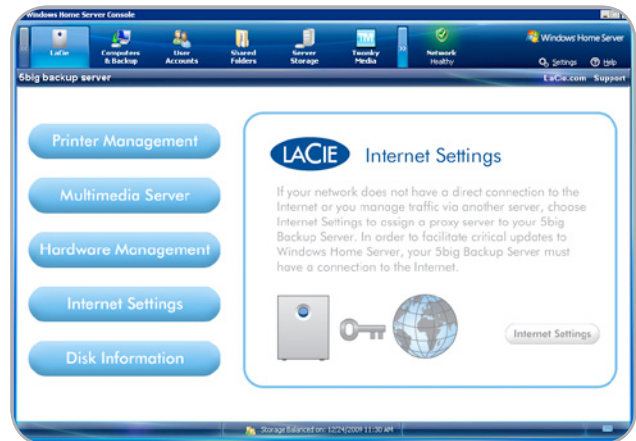 Windows Home Server Console
LaCie
Computers & Backup
User Accounts
Shared Folders
Server Storage
Twonky Media
Network
Healthy
Windows Home Server
Settings
Help
5big backup server
LaCie.com Support
Printer Management
Multimedia Server
Hardware Management
Internet Settings
Disk Information
LACIE
Internet Settings
If your network does not have a direct connection to the
Internet or you manage traffic via another server, choose
Internet Settings to assign a proxy server to your 5big
Backup Server. In order to facilitate critical updates to
Windows Home Server, your 5big Backup Server must
have a connection to the Internet.
Internet Settings
Storage Balanced on: 12/24/2009 11:30 AM